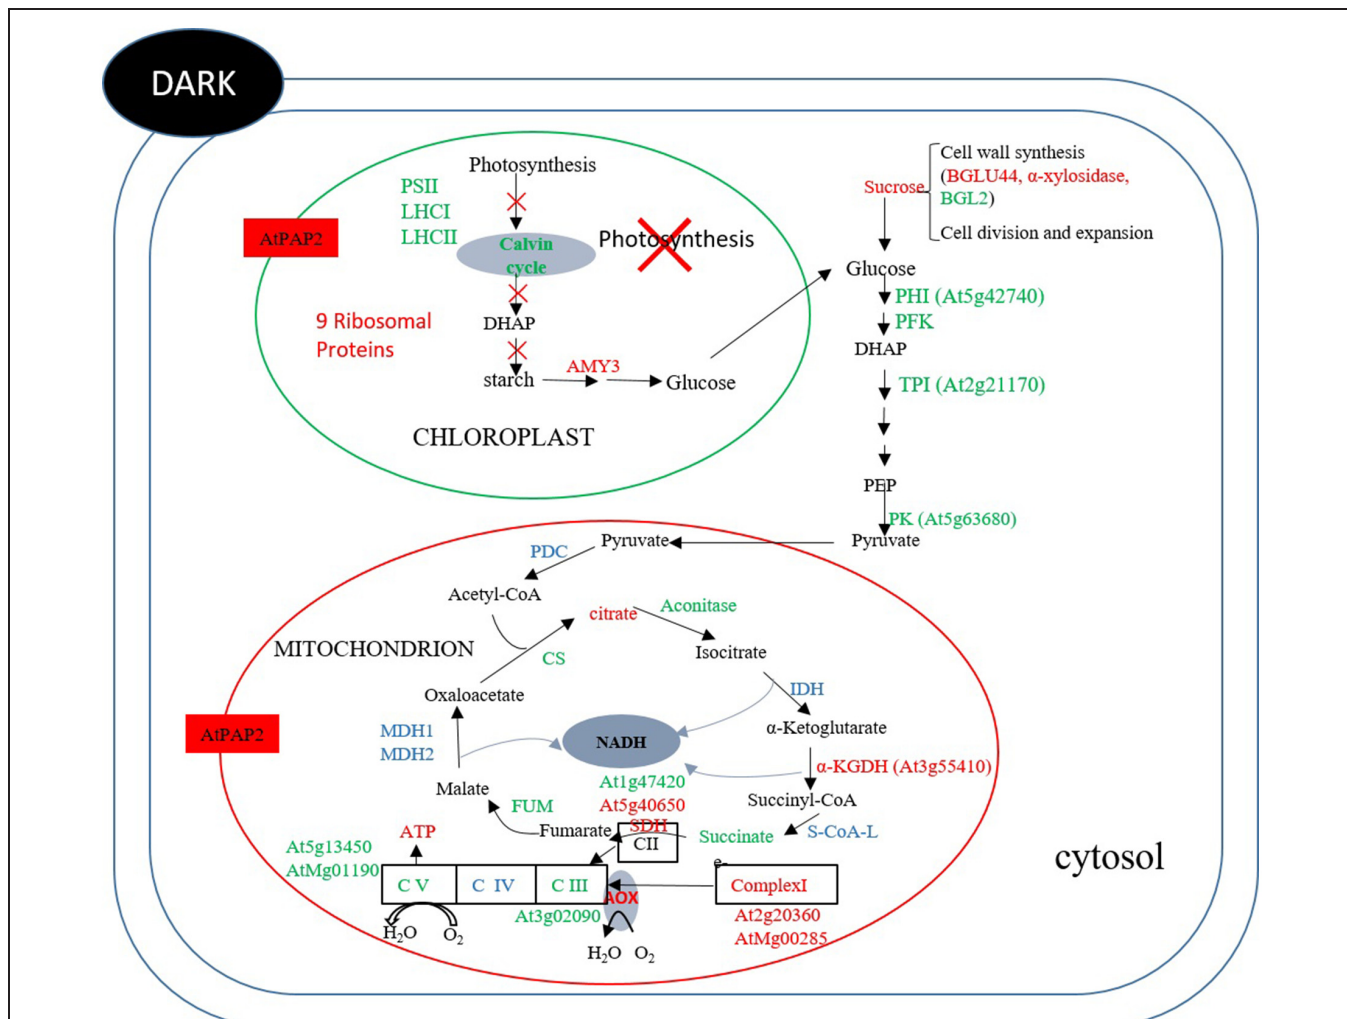 DARK
Photosynthesis
PSII
LHCI
LHCII
AtPAP2
Calvin
cycle
Photosynthesis
9 Ribosomal
Proteins
DHAP
starch
AMY3
Glucose
CHLOROPLAST
Sucrose
Cell wall synthesis
(BGLU44, α-xylosidase,
BGL2)
Cell division and expansion
Glucose
PHI (At5g42740)
PFK
DHAP
TPI (At2g21170)
PEP
PK (At5g63680)
Pyruvate
Pyruvate
PDC
Acetyl-CoA
citrate
Aconitase
MITOCHONDRION
CS
Isocitrate
Oxaloacetate
IDH
AtPAP2
MDH1
MDH2
NADH
α-Ketoglutarate
α-KGDH (At3g55410)
At1g47420
At5g40650
SDH
Malate
Succinyl-CoA
FUM
Fumarate
CII
Succinate
S-CoA-L
ATP
At5g13450
AtMg01190
C V
C IV
C III
AOX
e-
ComplexI
At3g02090
At2g20360
AtMg00285
H2O
O2
H2O
O2
cytosol